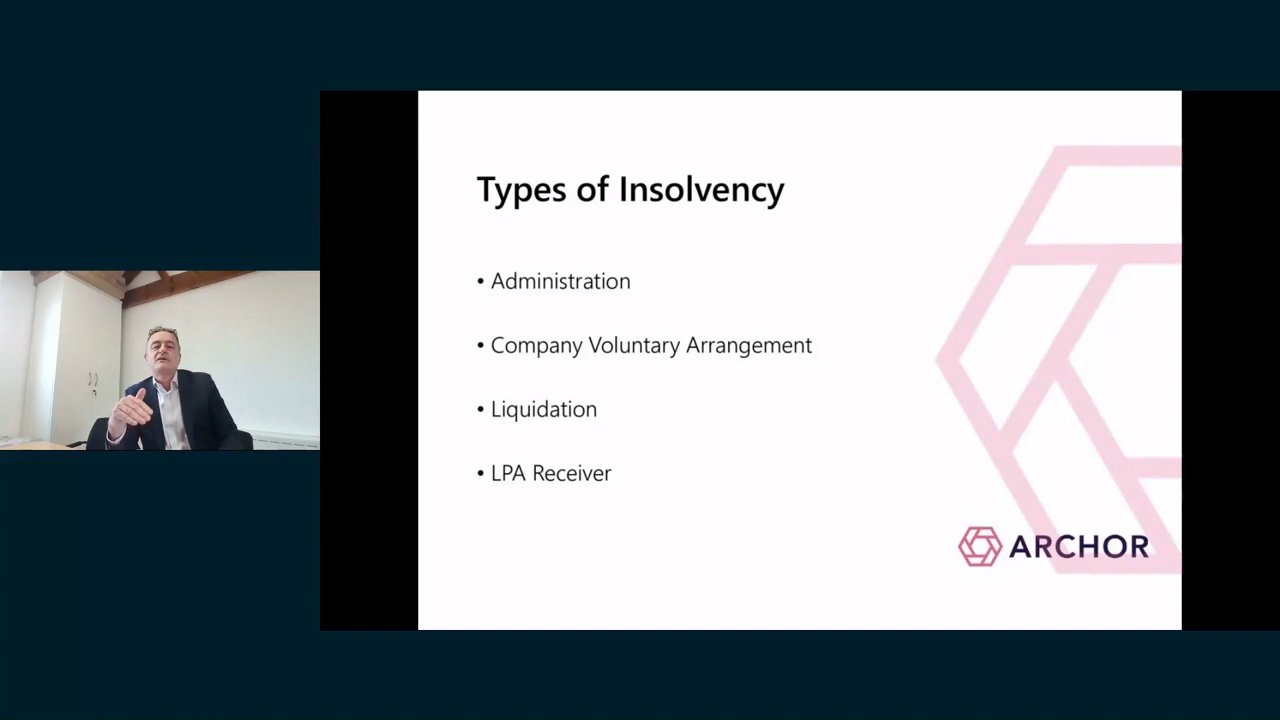 Types of Insolvency
• Administration
• Company Voluntary Arrangement
• Liquidation
• LPA Receiver
ARCHOR